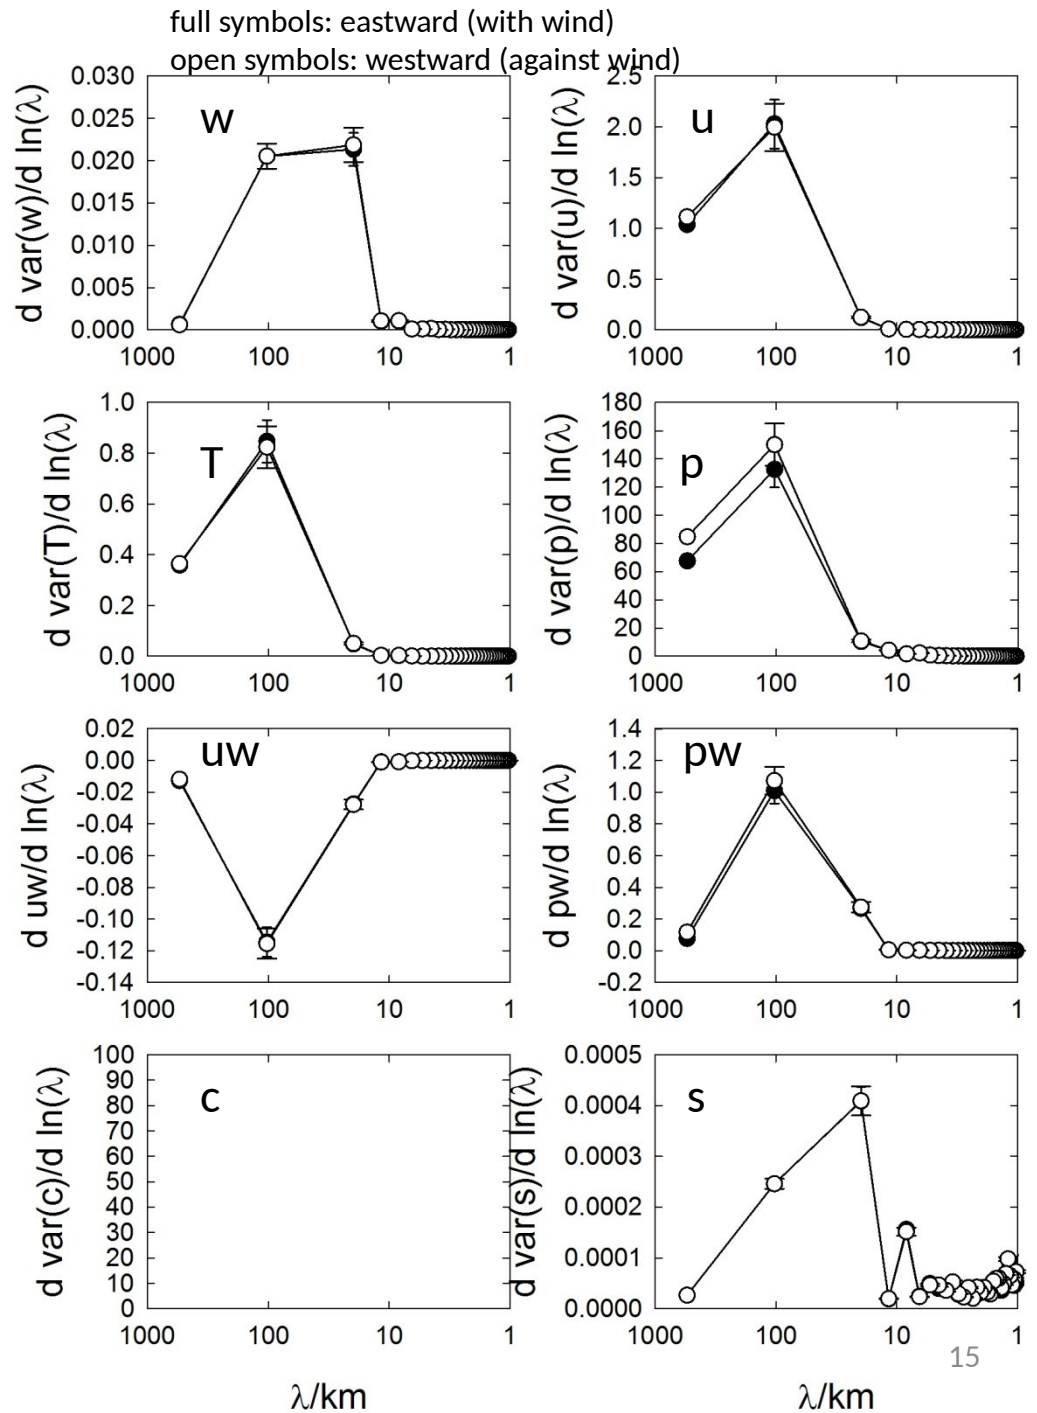 full symbols: eastward (with wind)
open symbols: westward (against wind)
d var(w)/d ln(λ)
w
0.030
0.025
0.020
0.015
0.010
0.005
0.000
1000 100 10 1
d var(u)/d ln(λ)
u
2.5
2.0
1.5
1.0
0.5
0.0
1000 100 10 1
d var(T)/d ln(λ)
T
1.0
0.8
0.6
0.4
0.2
0.0
1000 100 10 1
d var(p)/d ln(λ)
p
180
160
140
120
100
80
60
40
20
0
1000 100 10 1
d uw/d ln(λ)
uw
0.02
0.00
-0.02
-0.04
-0.06
-0.08
-0.10
-0.12
-0.14
1000 100 10 1
d pw/d ln(λ)
pw
1.4
1.2
1.0
0.8
0.6
0.4
0.2
0.0
-0.2
1000 100 10 1
d var(c)/d ln(λ)
c
100
90
80
70
60
50
40
30
20
10
0
1000 100 10 1
λ/km
d var(s)/d ln(λ)
s
0.0005
0.0004
0.0003
0.0002
0.0001
0.0000
1000 100 10 1
λ/km
15